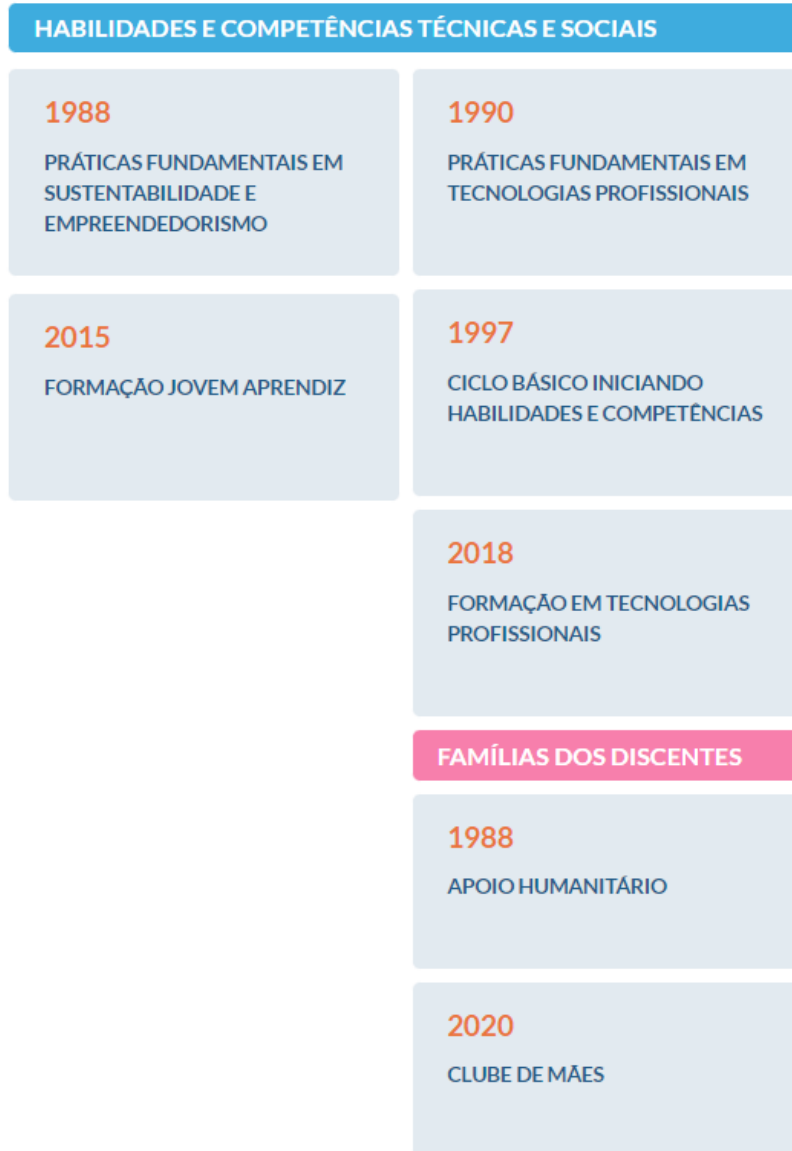 HABILIDADES E COMPETÊNCIAS TÉCNICAS E SOCIAIS
1988
PRÁTICAS FUNDAMENTAIS EM
SUSTENTABILIDADE E
EMPREENDEDORISMO
1990
PRÁTICAS FUNDAMENTAIS EM
TECNOLOGIAS PROFISSIONAIS
2015
FORMAÇÃO JOVEM APRENDIZ
1997
CICLO BÁSICO INICIANDO
HABILIDADES E COMPETÊNCIAS
2018
FORMAÇÃO EM TECNOLOGIAS
PROFISSIONAIS
FAMÍLIAS DOS DISCENTES
1988
APOIO HUMANITÁRIO
2020
CLUBE DE MÃES